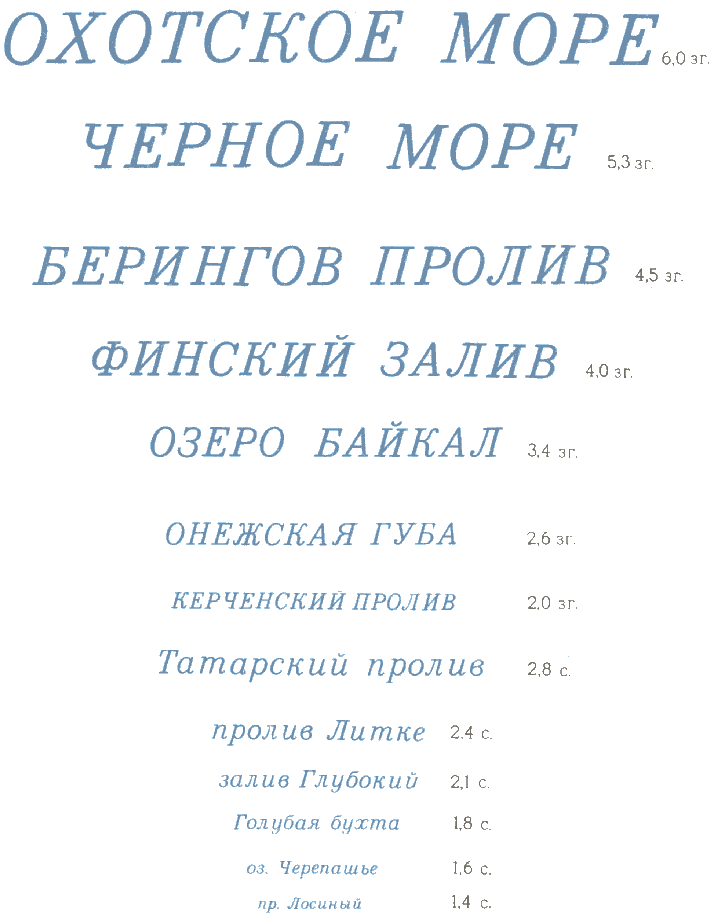 ОХОТСКОЕ МОРЕ 6,0 зг.
ЧЕРНОЕ МОРЕ 5,3 зг.
БЕРИНГОВ ПРОЛИВ 4,5 зг.
ФИНСКИЙ ЗАЛИВ 4,0 зг.
ОЗЕРО БАЙКАЛ 3,4 зг.
ОНЕЖСКАЯ ГУБА 2,6 зг.
КЕРЧЕНСКИЙ ПРОЛИВ 2,0 зг.
Татарский пролив 2,8 с.
пролив Литке 2,4 с.
залив Глубокий 2,1 с.
Голубая бухта 1,8 с.
оз. Черепашье 1,6 с.
пр. Лосиный 1,4 с.